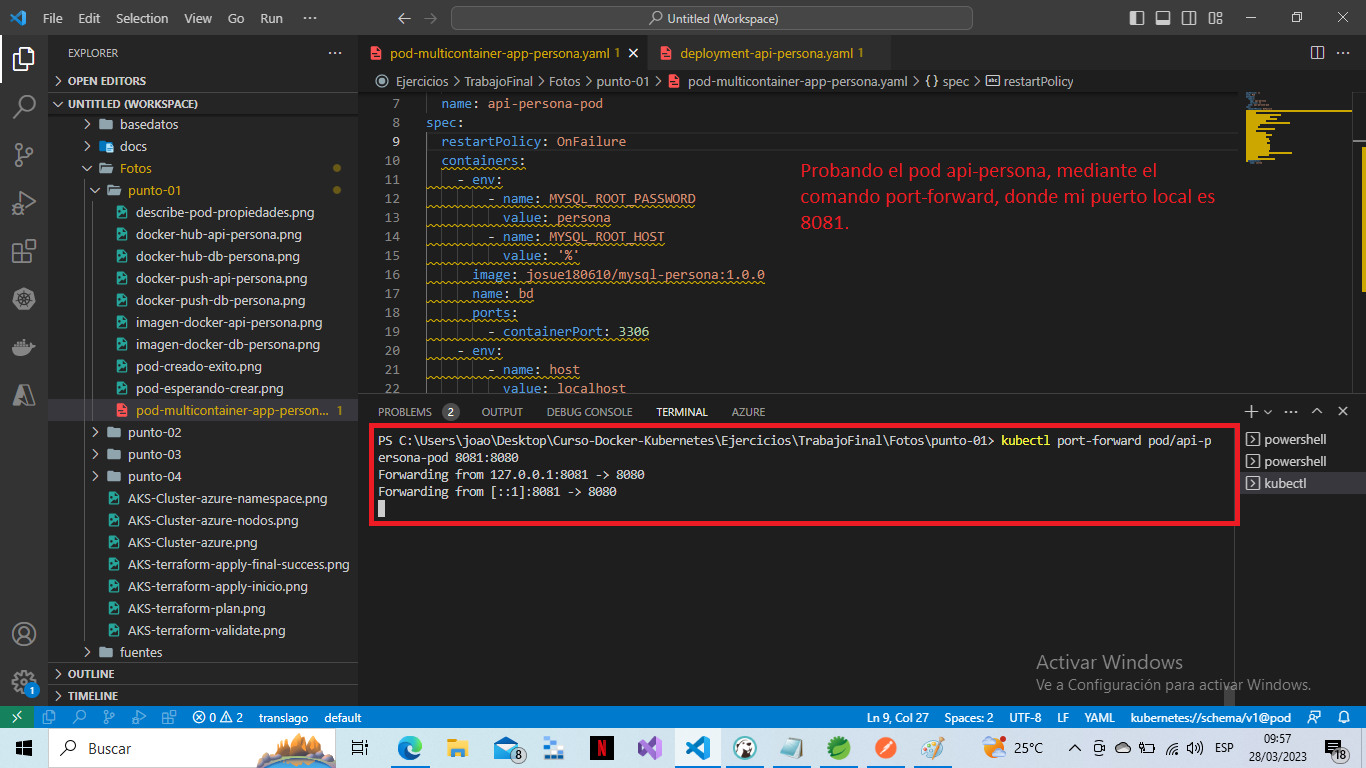 File Edit Selection View Go Run ··· Untitled (Workspace)
EXPLORER ···
OPEN EDITORS
UNTITLED (WORKSPACE)
basedatos
docs
Fotos
punto-01
describe-pod-propiedades.png
docker-hub-api-persona.png
docker-hub-db-persona.png
docker-push-api-persona.png
docker-push-db-persona.png
imagen-docker-api-persona.png
imagen-docker-db-persona.png
pod-creado-exito.png
pod-esperando-crear.png
pod-multicontainer-app-person... 1
punto-02
punto-03
punto-04
AKS-Cluster-azure-namespace.png
AKS-Cluster-azure-nodos.png
AKS-Cluster-azure.png
AKS-terraform-apply-final-success.png
AKS-terraform-apply-inicio.png
AKS-terraform-plan.png
AKS-terraform-validate.png
fuentes
OUTLINE
TIMELINE
1
pod-multicontainer-app-persona.yaml 1 deployment-api-persona.yaml 1
Ejercicios > TrabajoFinal > Fotos > punto-01 > pod-multicontainer-app-persona.yaml > {} spec > abc restartPolicy
7 name: api-persona-pod
8 spec:
9 restartPolicy: OnFailure
10 containers:
11 - env:
12 - name: MYSQL_ROOT_PASSWORD
13 value: persona
14 - name: MYSQL_ROOT_HOST
15 value: '%'
16 image: josue180610/mysql-persona:1.0.0
17 name: bd
18 ports:
19 - containerPort: 3306
20 - env:
21 - name: host
22 value: localhost
Probando el pod api-persona, mediante el
comando port-forward, donde mi puerto local es
8081.
PROBLEMS 2 OUTPUT DEBUG CONSOLE TERMINAL AZURE
PS C:\Users\joao\Desktop\Curso-Docker-Kubernetes\Ejercicios\TrabajoFinal\Fotos\punto-01> kubectl port-forward pod/api-p
ersona-pod 8081:8080
Forwarding from 127.0.0.1:8081 -> 8080
Forwarding from [::1]:8081 -> 8080
powershell
powershell
kubectl
Activar Windows
Ve a Configuración para activar Windows.
0 2 translago default Ln 9, Col 27 Spaces: 2 UTF-8 LF YAML kubernetes://schema/v1@pod
Buscar 8 N 25°C ESP 09:57
28/03/2023 18